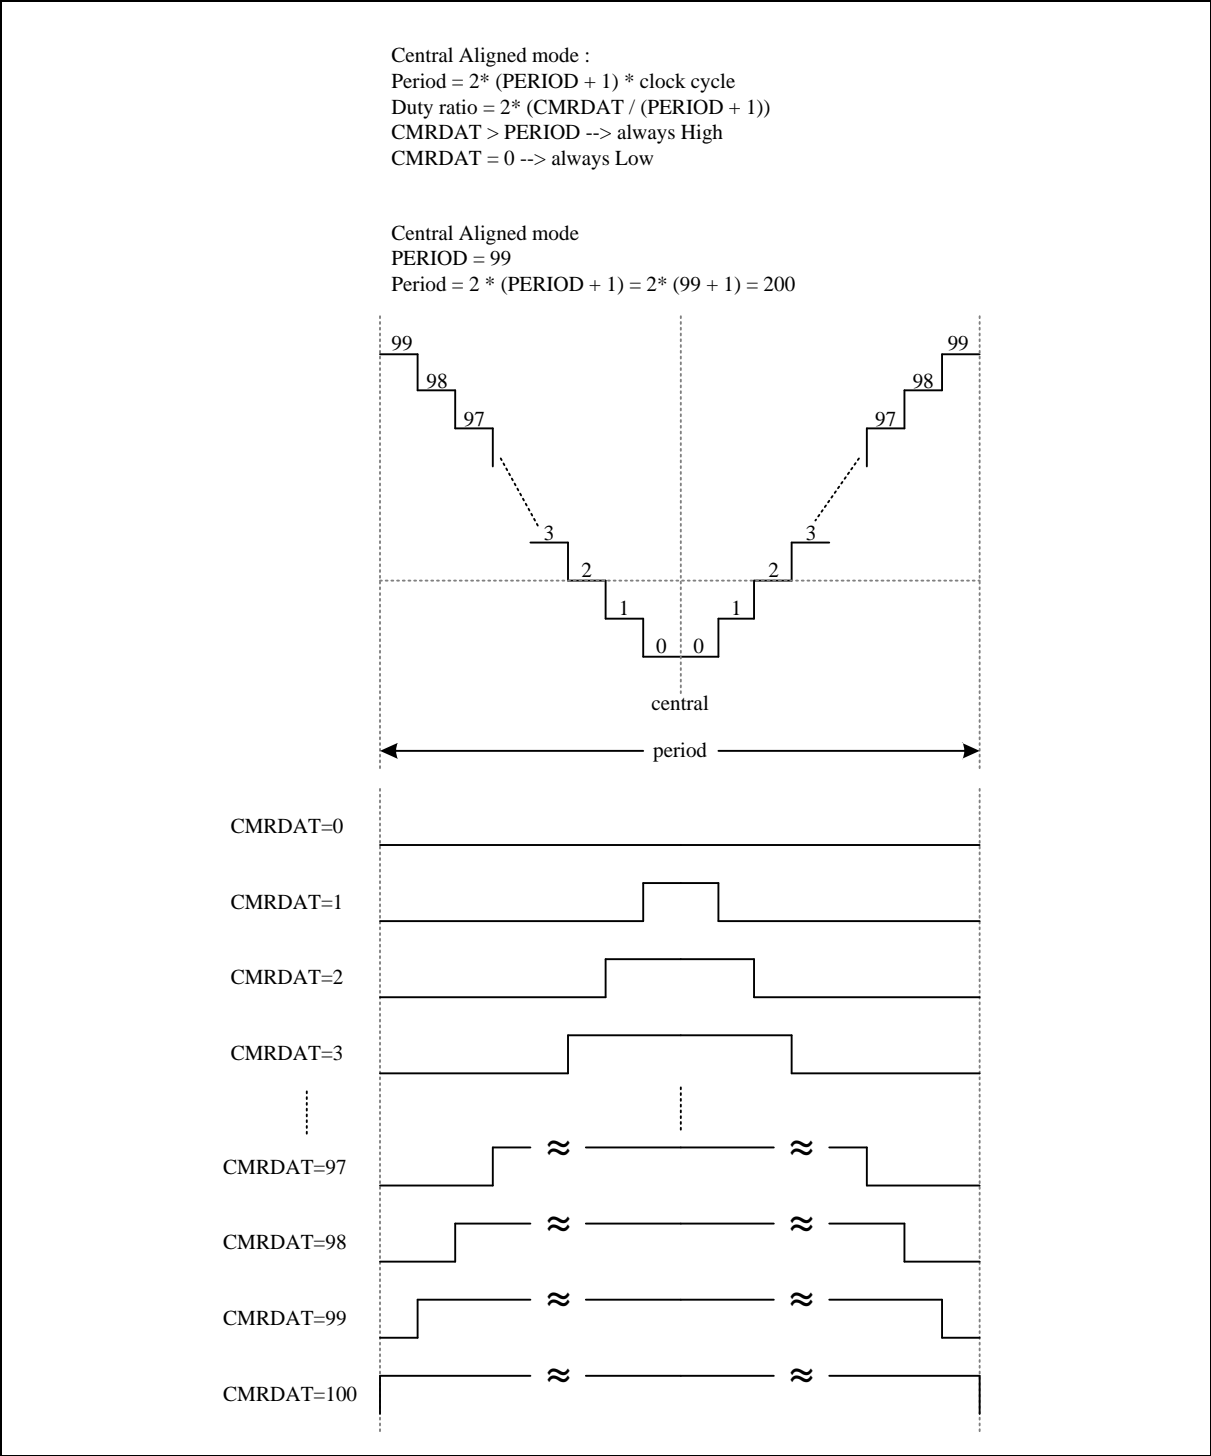 Central Aligned mode :
Period = 2* (PERIOD + 1) * clock cycle
Duty ratio = 2* (CMRDAT / (PERIOD + 1))
CMRDAT > PERIOD --> always High
CMRDAT = 0 --> always Low
Central Aligned mode
PERIOD = 99
Period = 2 * (PERIOD + 1) = 2* (99 + 1) = 200
99 99
98 98
97 97
3 3
2 2
1 1
0 0
central
period
CMRDAT=0
CMRDAT=1
CMRDAT=2
CMRDAT=3
CMRDAT=97
CMRDAT=98
CMRDAT=99
CMRDAT=100